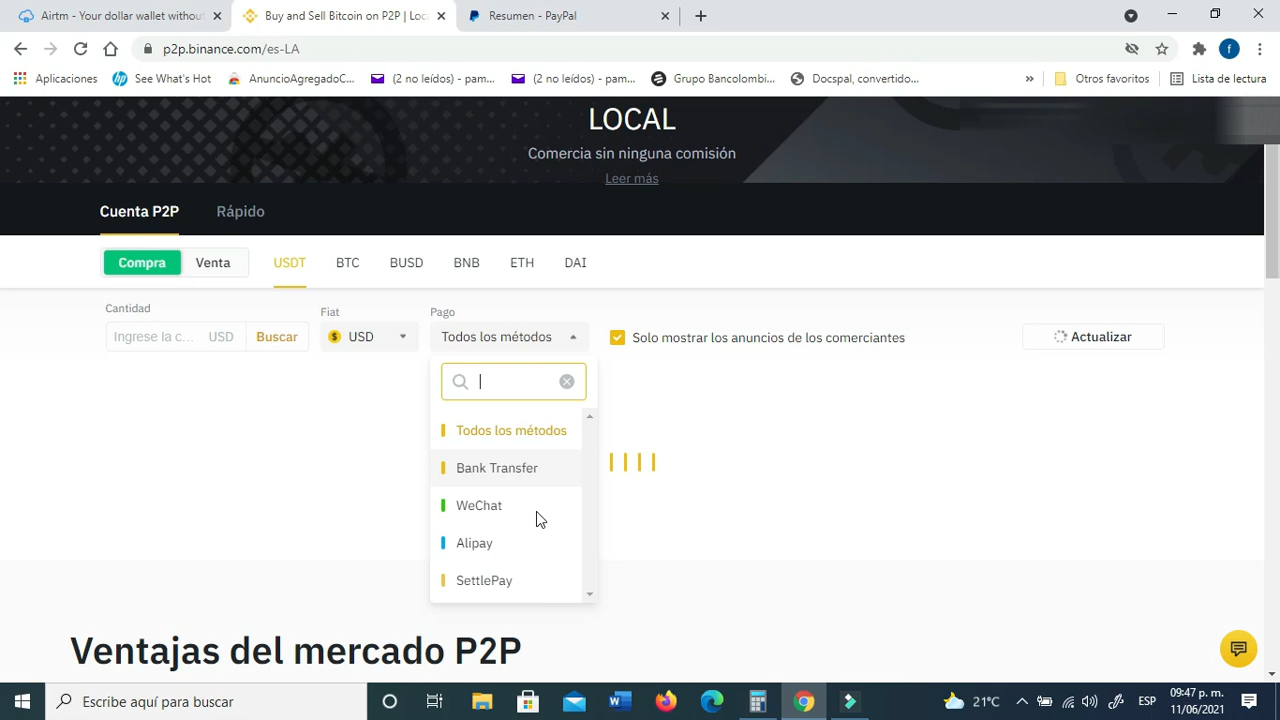 Airtm - Your dollar wallet withou
Buy and Sell Bitcoin on P2P | Loc
Resumen - PayPal
p2p.binance.com/es-LA
f
Aplicaciones
See What's Hot
AnuncioAgregadoC...
(2 no leídos) - pam...
(2 no leídos) - pam...
Grupo Bancolombi...
Docspal, convertido...
»
Otros favoritos
Lista de lectura
LOCAL
Comercia sin ninguna comisión
Leer más
Cuenta P2P
Rápido
Compra
Venta
USDT
BTC
BUSD
BNB
ETH
DAI
Cantidad
Fiat
Pago
Ingrese la c...
USD
Buscar
$ USD
Todos los métodos
Solo mostrar los anuncios de los comerciantes
Actualizar
Todos los métodos
Bank Transfer
WeChat
Alipay
SettlePay
Ventajas del mercado P2P
Escribe aquí para buscar
21°C
ESP
09:47 p. m.
11/06/2021